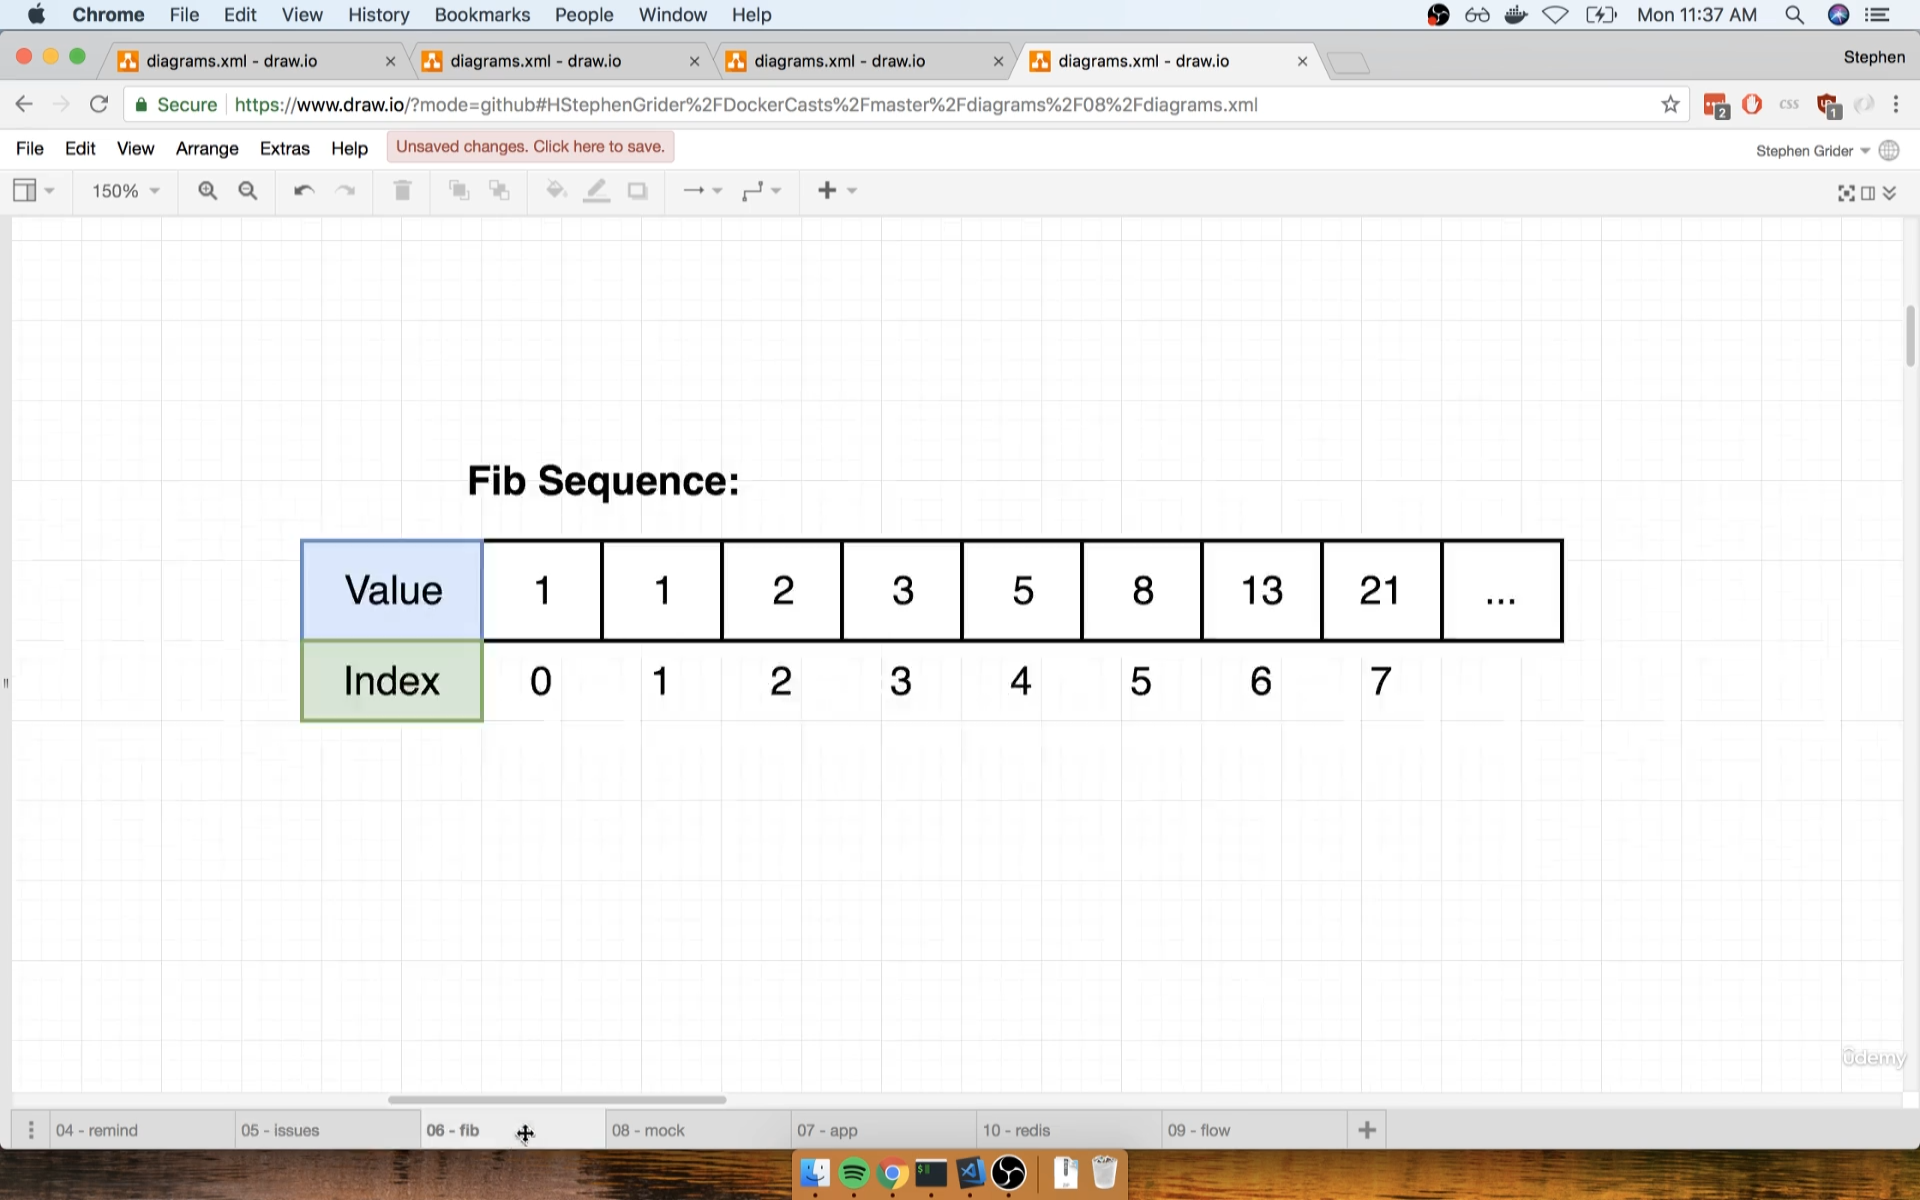 Chrome File Edit View History Bookmarks People Window Help Mon 11:37 AM
diagrams.xml - draw.io diagrams.xml - draw.io diagrams.xml - draw.io diagrams.xml - draw.io Stephen
Secure https://www.draw.io/?mode=github#HStephenGrider%2FDockerCasts%2Fmaster%2Fdiagrams%2F08%2Fdiagrams.xml 2 CSS 1
File Edit View Arrange Extras Help Unsaved changes. Click here to save. Stephen Grider
150%
Fib Sequence:
Value 1 1 2 3 5 8 13 21 ...
Index 0 1 2 3 4 5 6 7
ûdemy
04 - remind 05 - issues 06 - fib 08 - mock 07 - app 10 - redis 09 - flow